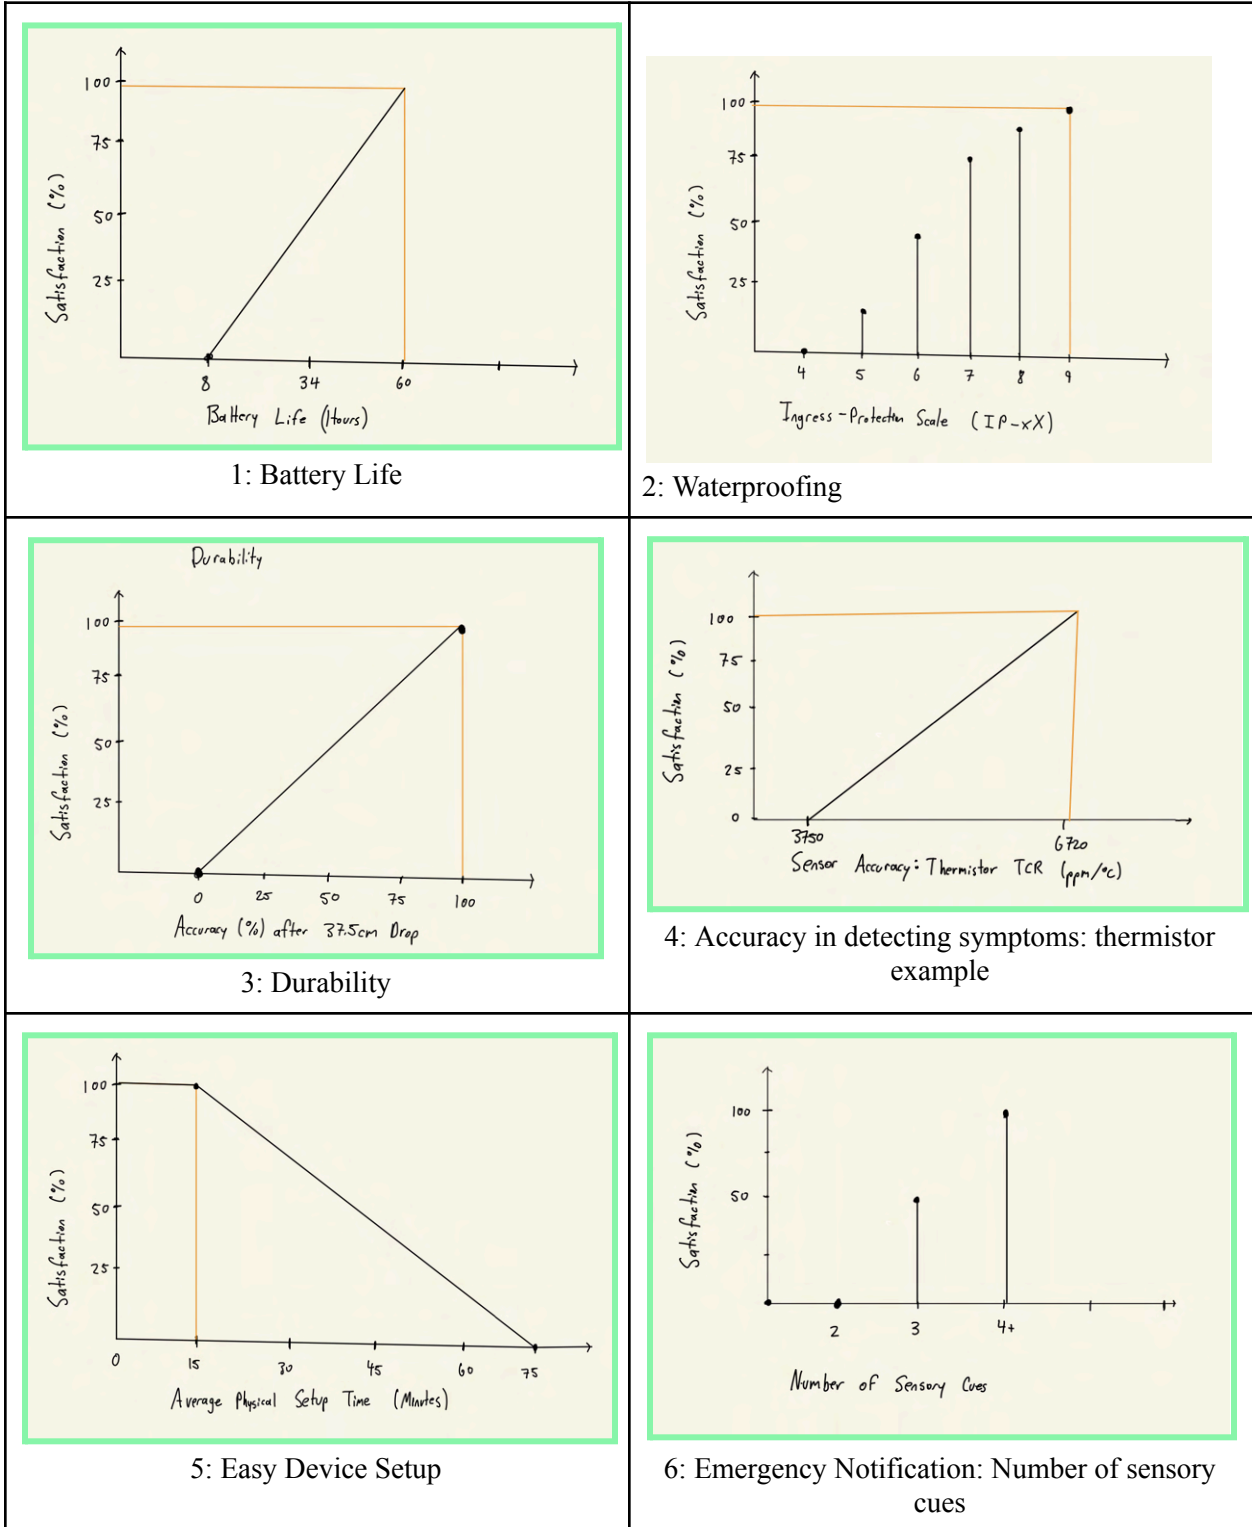 100
75
50
25
Satisfaction (%)
8 34 60
Battery Life (Hours)
1: Battery Life
100
75
50
25
Satisfaction (%)
4 5 6 7 8 9
Ingress-Protection Scale (IP-xX)
2: Waterproofing
Durability
100
75
50
25
Satisfaction (%)
0 25 50 75 100
Accuracy (%) after 37.5cm Drop
3: Durability
100
75
50
25
0
Satisfaction (%)
3750 6720
Sensor Accuracy: Thermistor TCR (ppm/°C)
4: Accuracy in detecting symptoms: thermistor
example
100
75
50
25
Satisfaction (%)
0 15 30 45 60 75
Average Physical Setup Time (Minutes)
5: Easy Device Setup
100
50
Satisfaction (%)
2 3 4+
Number of Sensory Cues
6: Emergency Notification: Number of sensory
cues